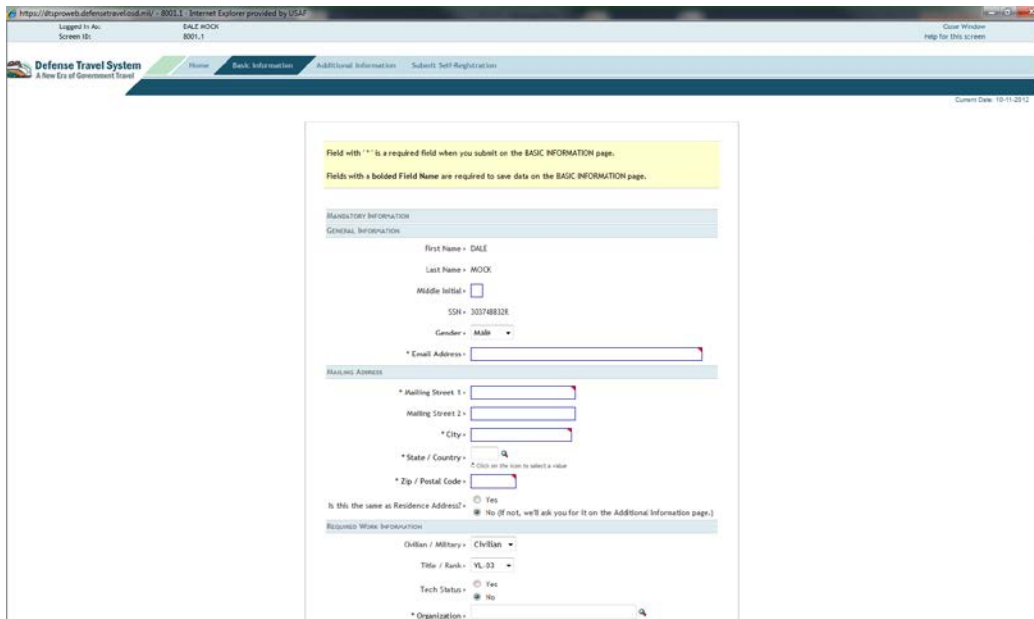 https://dtsproweb.defensetravel.osd.mil/ - 8001.1 - Internet Explorer provided by USAF
Logged In As: DALE MOCK Close Window
Screen ID: 8001.1 Help for this screen
Defense Travel System Home Basic Information Additional Information Submit Self-Registration
A New Era of Government Travel
Current Date: 10-11-2012
Field with '*' is a required field when you submit on the BASIC INFORMATION page.
Fields with a bolded Field Name are required to save data on the BASIC INFORMATION page.
MANDATORY INFORMATION
GENERAL INFORMATION
First Name DALE
Last Name MOCK
Middle Initial
SSN
Gender Male
* Email Address
MAILING ADDRESS
* Mailing Street 1
Mailing Street 2
* City
* State / Country
* Click on the icon to select a value
* Zip / Postal Code
Is this the same as Residence Address? Yes
No (If not, we'll ask you for it on the Additional Information page.)
REQUIRED WORK INFORMATION
Civilian / Military Civilian
Title / Rank YL-03
Tech Status Yes
No
* Organization